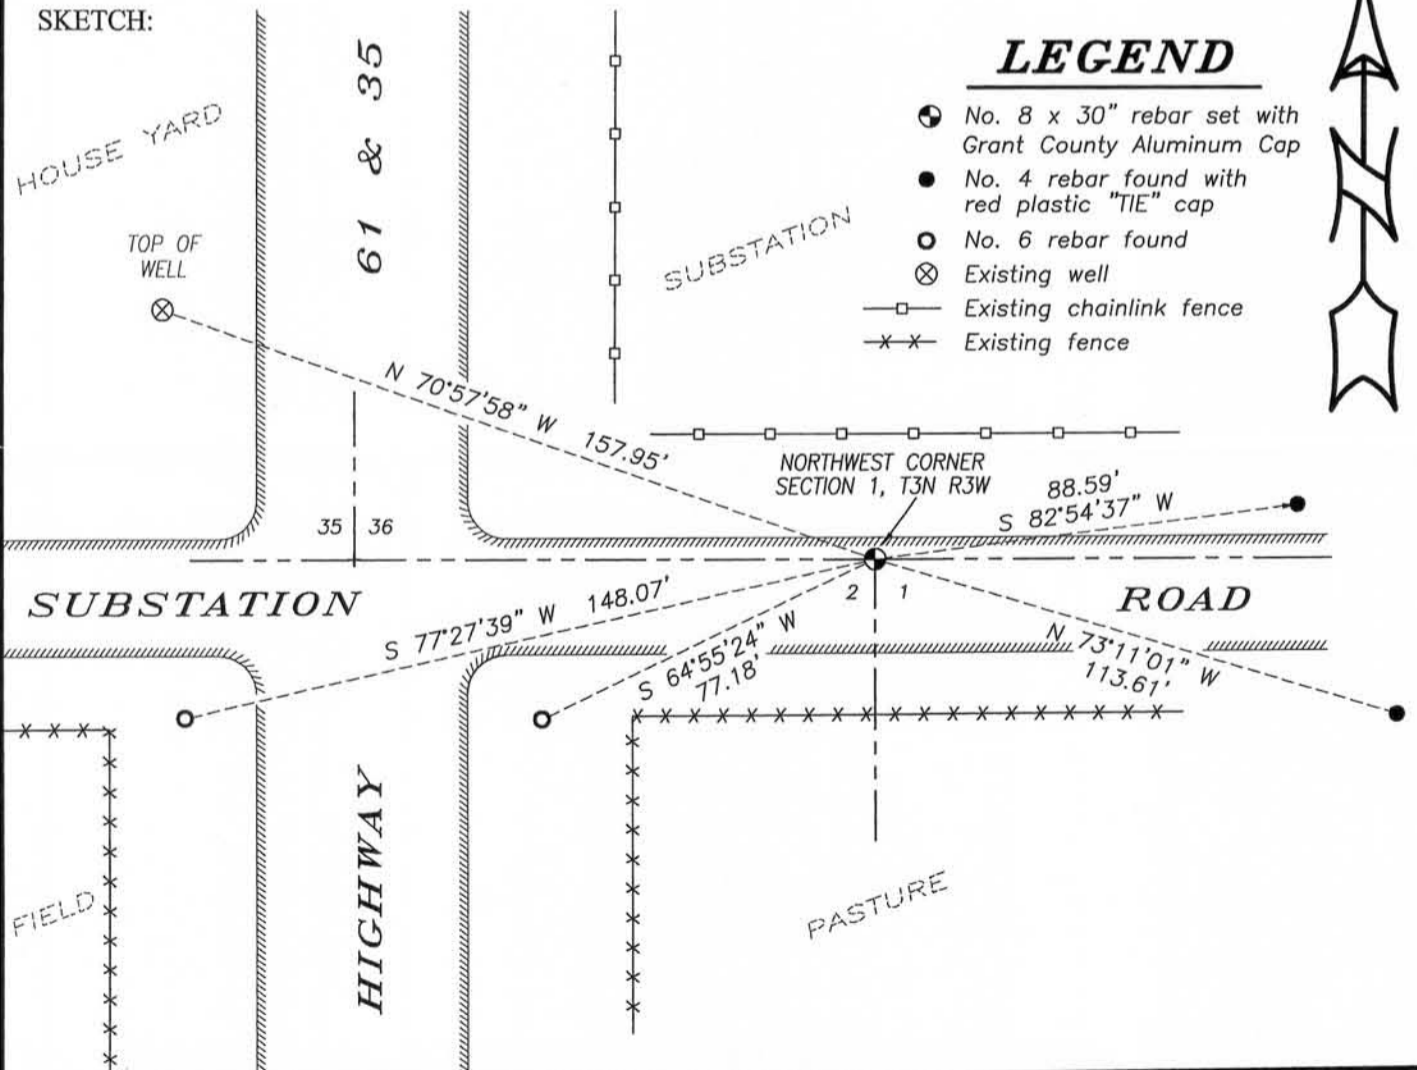 SKETCH:
HOUSE YARD
61 & 35
TOP OF
WELL
SUBSTATION
LEGEND
No. 8 x 30" rebar set with
Grant County Aluminum Cap
No. 4 rebar found with
red plastic "TIE" cap
No. 6 rebar found
Existing well
Existing chainlink fence
Existing fence
N
N 70°57'58" W 157.95'
NORTHWEST CORNER
SECTION 1, T3N R3W
88.59'
S 82°54'37" W
35 36
SUBSTATION
S 77°27'39" W 148.07'
2 1
ROAD
S 64°55'24" W
77.18'
N 73°11'01" W
113.61'
HIGHWAY
FIELD
PASTURE